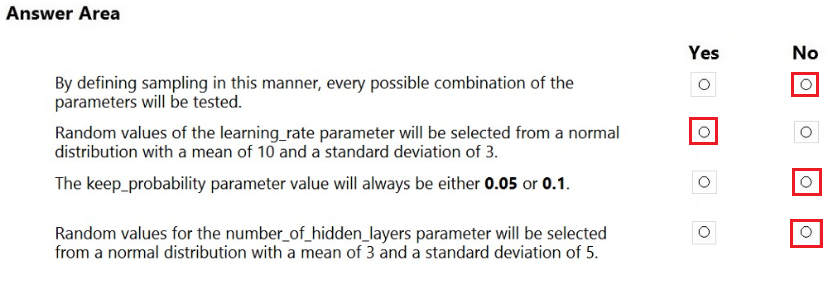 Answer Area
Yes No
By defining sampling in this manner, every possible combination of the
parameters will be tested.
Random values of the learning_rate parameter will be selected from a normal
distribution with a mean of 10 and a standard deviation of 3.
The keep_probability parameter value will always be either 0.05 or 0.1.
Random values for the number_of_hidden_layers parameter will be selected
from a normal distribution with a mean of 3 and a standard deviation of 5.